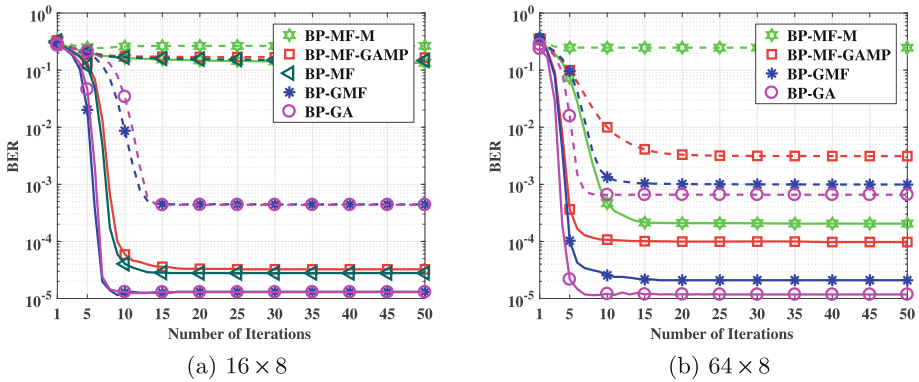 10^0
10^-1
10^-2
10^-3
10^-4
10^-5
BER
1 5 10 15 20 25 30 35 40 45 50
Number of Iterations
BP-MF-M
BP-MF-GAMP
BP-MF
BP-GMF
BP-GA
(a) 16 × 8
10^0
10^-1
10^-2
10^-3
10^-4
10^-5
BER
1 5 10 15 20 25 30 35 40 45 50
Number of Iterations
BP-MF-M
BP-MF-GAMP
BP-GMF
BP-GA
(b) 64 × 8